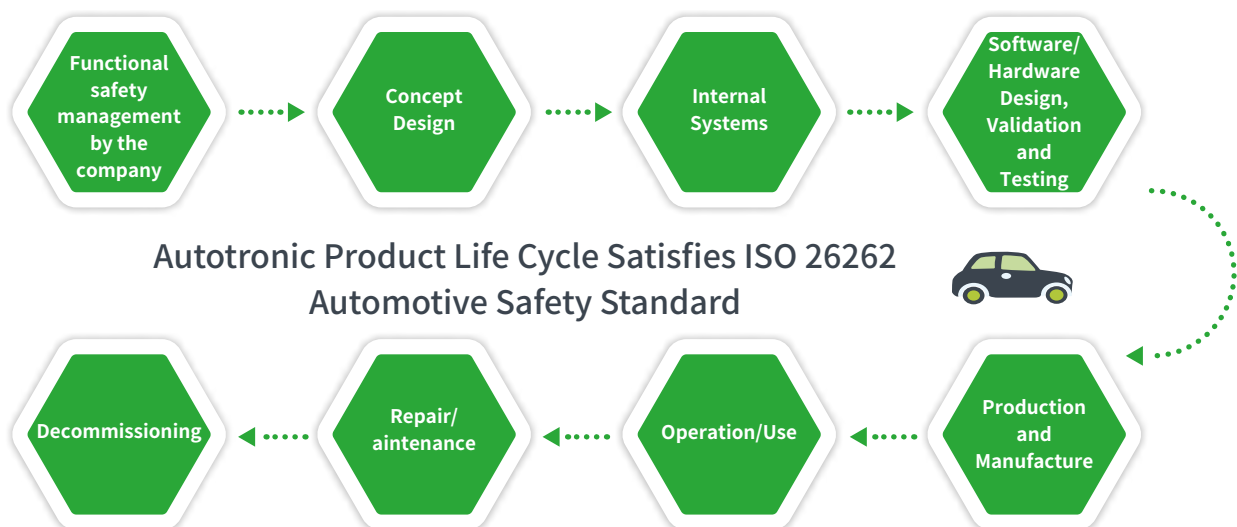 Functional
safety
management
by the
company
Concept
Design
Internal
Systems
Software/
Hardware
Design,
Validation
and
Testing
Autotronic Product Life Cycle Satisfies ISO 26262
Automotive Safety Standard
Decommissioning
Repair/
aintenance
Operation/Use
Production
and
Manufacture